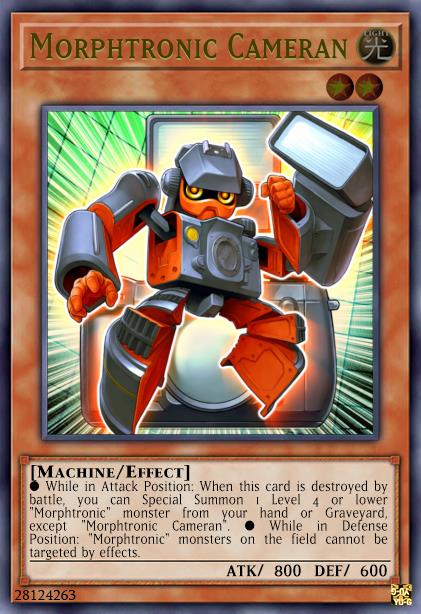 Morphtronic Cameran
LIGHT
光
[Machine/Effect]
● While in Attack Position: When this card is destroyed by
battle, you can Special Summon 1 Level 4 or lower
"Morphtronic" monster from your hand or Graveyard,
except "Morphtronic Cameran". ● While in Defense
Position: "Morphtronic" monsters on the field cannot be
targeted by effects.
ATK/ 800 DEF/ 600
28124263